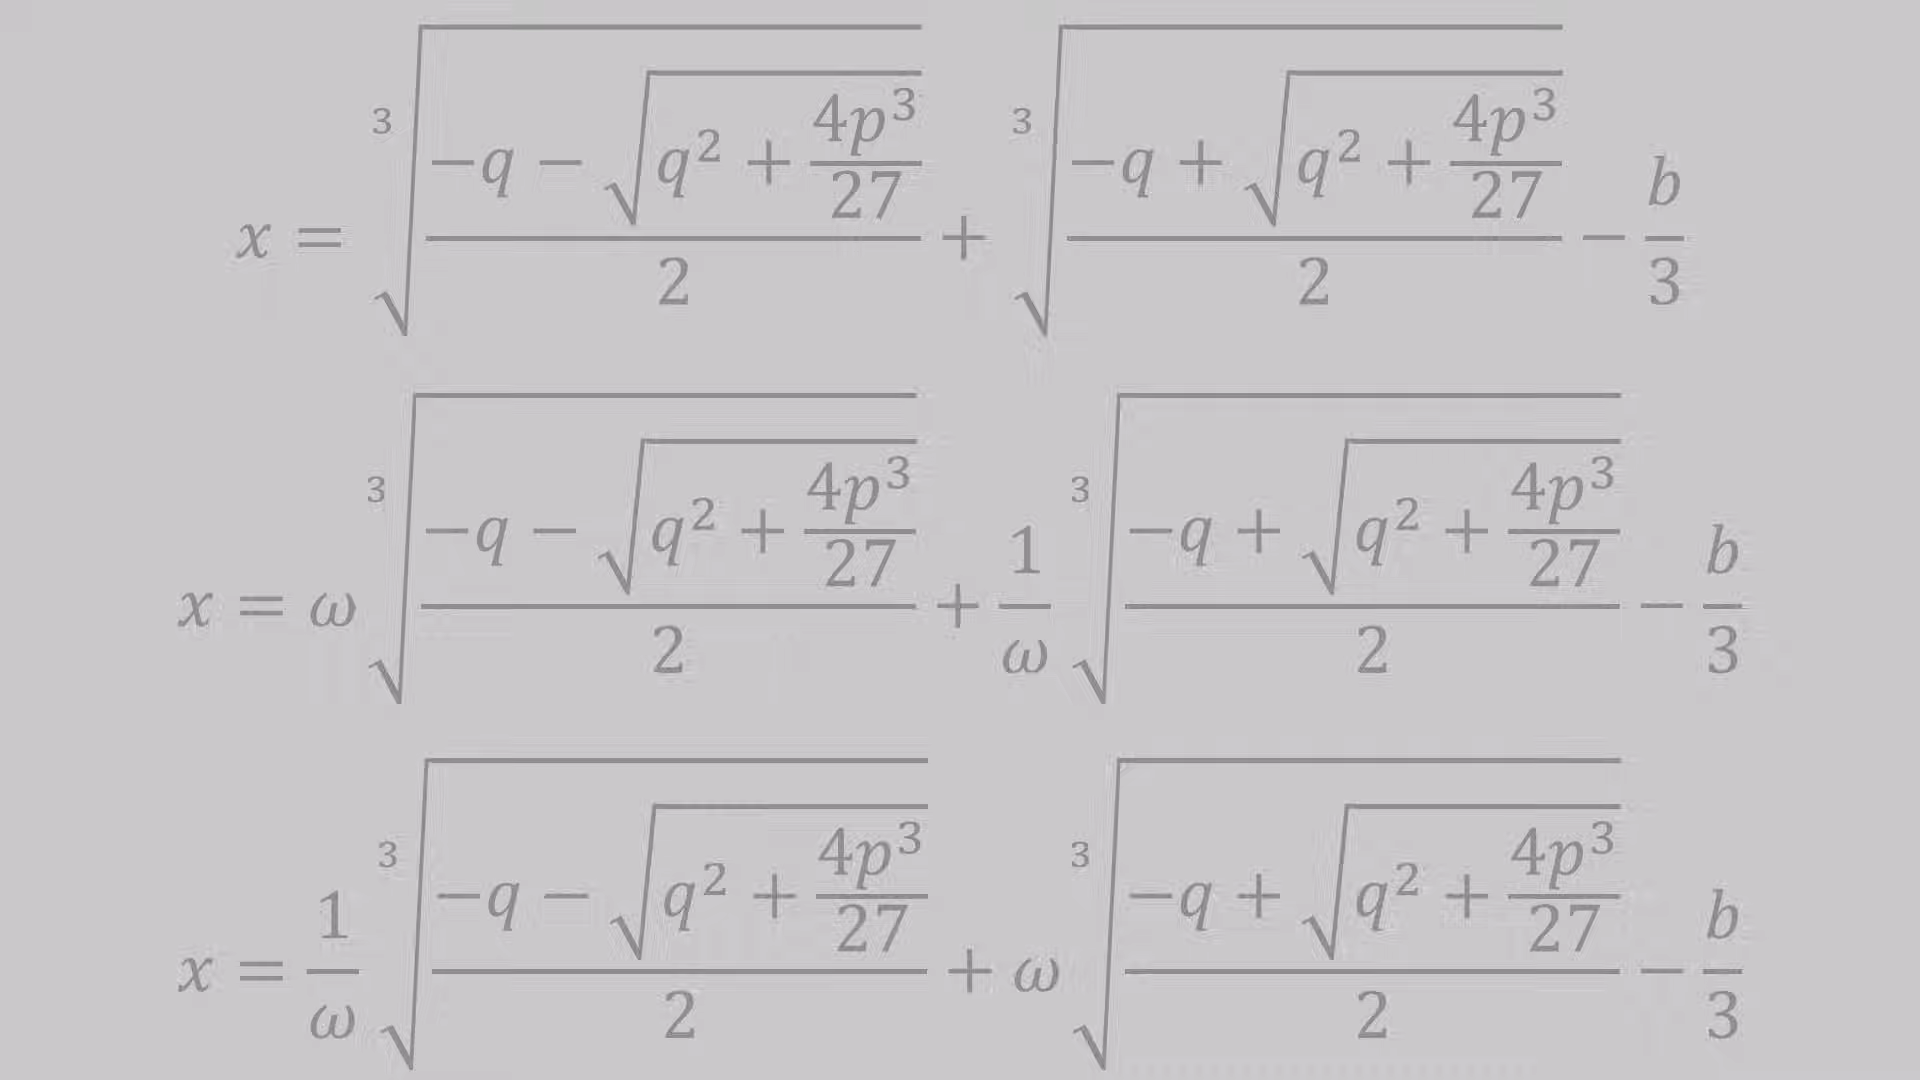 x = ∛((−q − √(q² + 4p³/27))/2) + ∛((−q + √(q² + 4p³/27))/2) − b/3
x = ω ∛((−q − √(q² + 4p³/27))/2) + 1/ω ∛((−q + √(q² + 4p³/27))/2) − b/3
x = 1/ω ∛((−q − √(q² + 4p³/27))/2) + ω ∛((−q + √(q² + 4p³/27))/2) − b/3